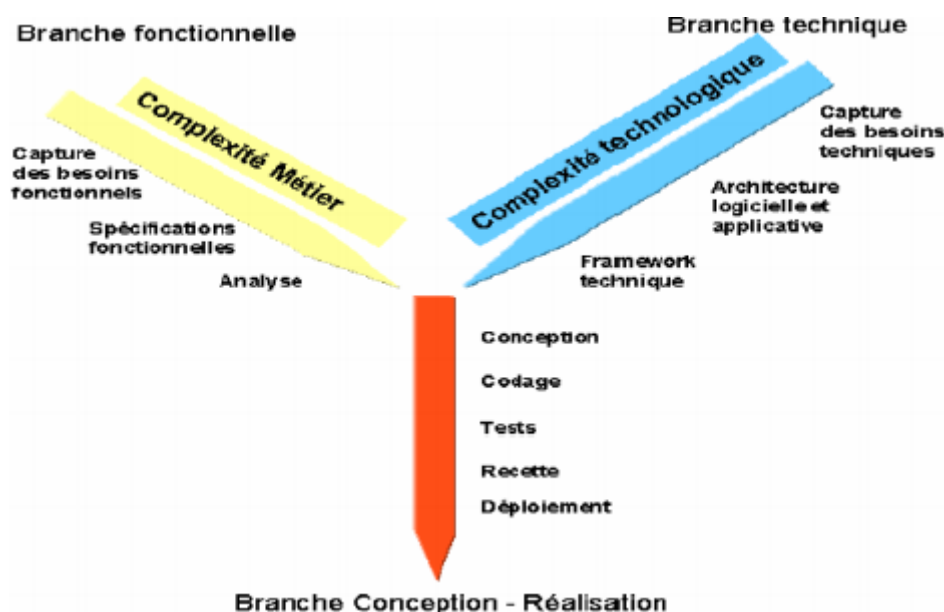 Branche fonctionnelle
Branche technique
Complexité Métier
Complexité technologique
Capture
des besoins
fonctionnels
Spécifications
fonctionnelles
Analyse
Capture
des besoins
techniques
Architecture
logicielle et
applicative
Framework
technique
Conception
Codage
Tests
Recette
Déploiement
Branche Conception - Réalisation